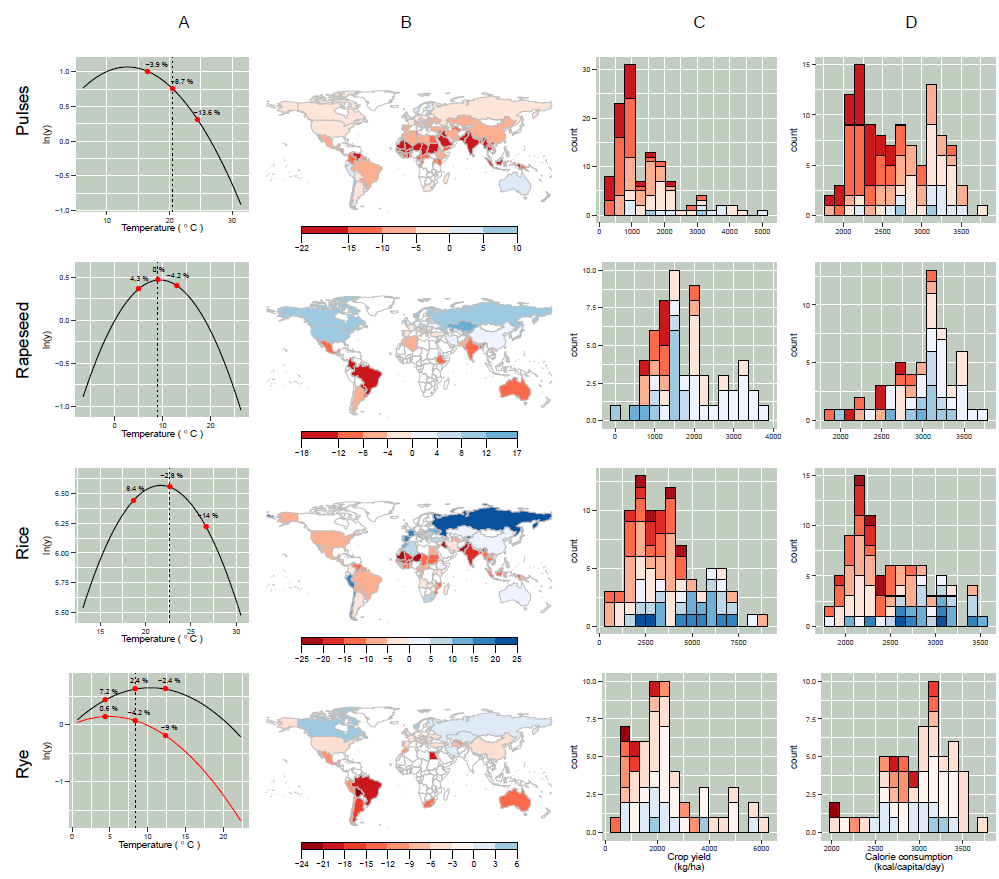 A B C D
Pulses
ln(y)
1.0
0.5
0.0
−0.5
−1.0
−3.9 %
−8.7 %
−13.6 %
10 20 30
Temperature ( ° C )
−22 −15 −10 −5 0 5 10
count
30
20
10
0
0 1000 2000 3000 4000 5000
count
15
10
5
0
2000 2500 3000 3500
Rapeseed
ln(y)
0.5
0.0
−0.5
−1.0
4.3 %
0 %
−4.2 %
0 10 20
Temperature ( ° C )
−18 −12 −8 −4 0 4 8 12 17
count
10.0
7.5
5.0
2.5
0.0
0 1000 2000 3000 4000
count
10
5
0
2000 2500 3000 3500
Rice
ln(y)
6.50
6.25
6.00
5.75
5.50
8.4 %
−2.8 %
−14 %
15 20 25 30
Temperature ( ° C )
−25 −20 −15 −10 −5 0 5 10 15 20 25
count
10
5
0
0 2500 5000 7500
count
15
10
5
0
2000 2500 3000 3500
Rye
ln(y)
0
−1
7.2 %
2.4 %
−2.4 %
0.6 %
−4.2 %
−9 %
0 5 10 15 20
Temperature ( ° C )
−24 −21 −18 −15 −12 −9 −6 −3 0 3 6
count
10.0
7.5
5.0
2.5
0.0
0 2000 4000 6000
Crop yield
(kg/ha)
count
10.0
7.5
5.0
2.5
0.0
2000 2500 3000 3500
Calorie consumption
(kcal/capita/day)